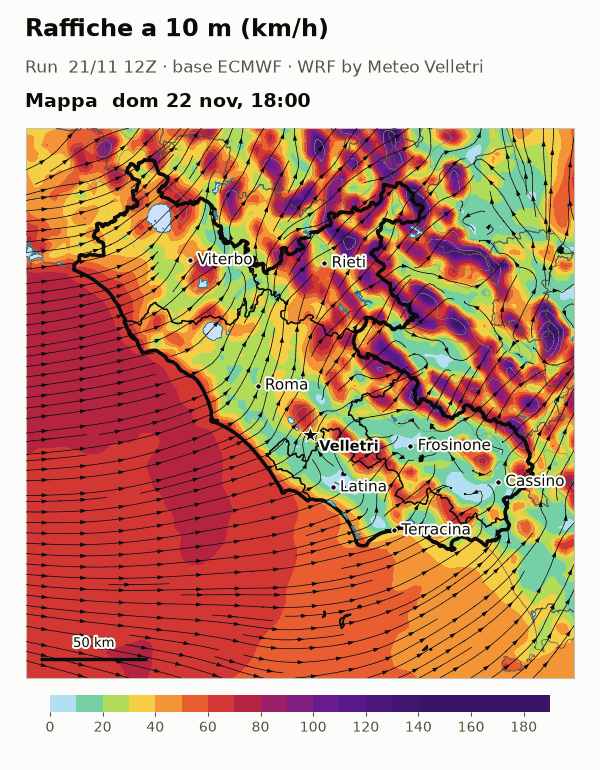 Raffiche a 10 m (km/h)
Run  21/11 12Z · base ECMWF · WRF by Meteo Velletri
Mappa  dom 22 nov, 18:00
Viterbo
Rieti
Roma
Velletri
Frosinone
Latina
Cassino
Terracina
50 km
0 20 40 60 80 100 120 140 160 180